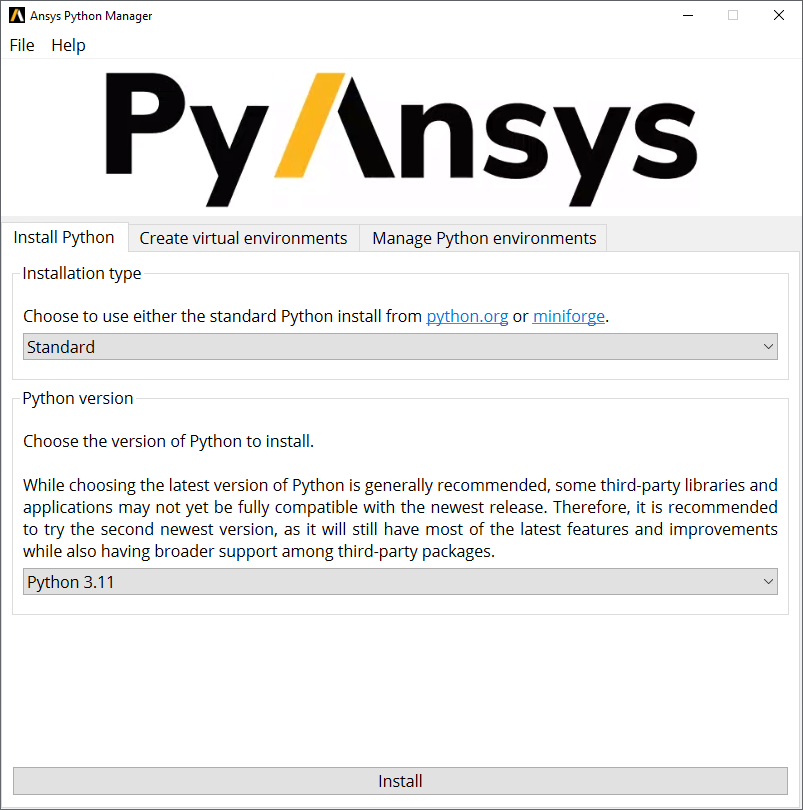 Ansys Python Manager
File Help
PyAnsys
Install Python Create virtual environments Manage Python environments
Installation type
Choose to use either the standard Python install from python.org or miniforge.
Standard
Python version
Choose the version of Python to install.
While choosing the latest version of Python is generally recommended, some third-party libraries and
applications may not yet be fully compatible with the newest release. Therefore, it is recommended
to try the second newest version, as it will still have most of the latest features and improvements
while also having broader support among third-party packages.
Python 3.11
Install